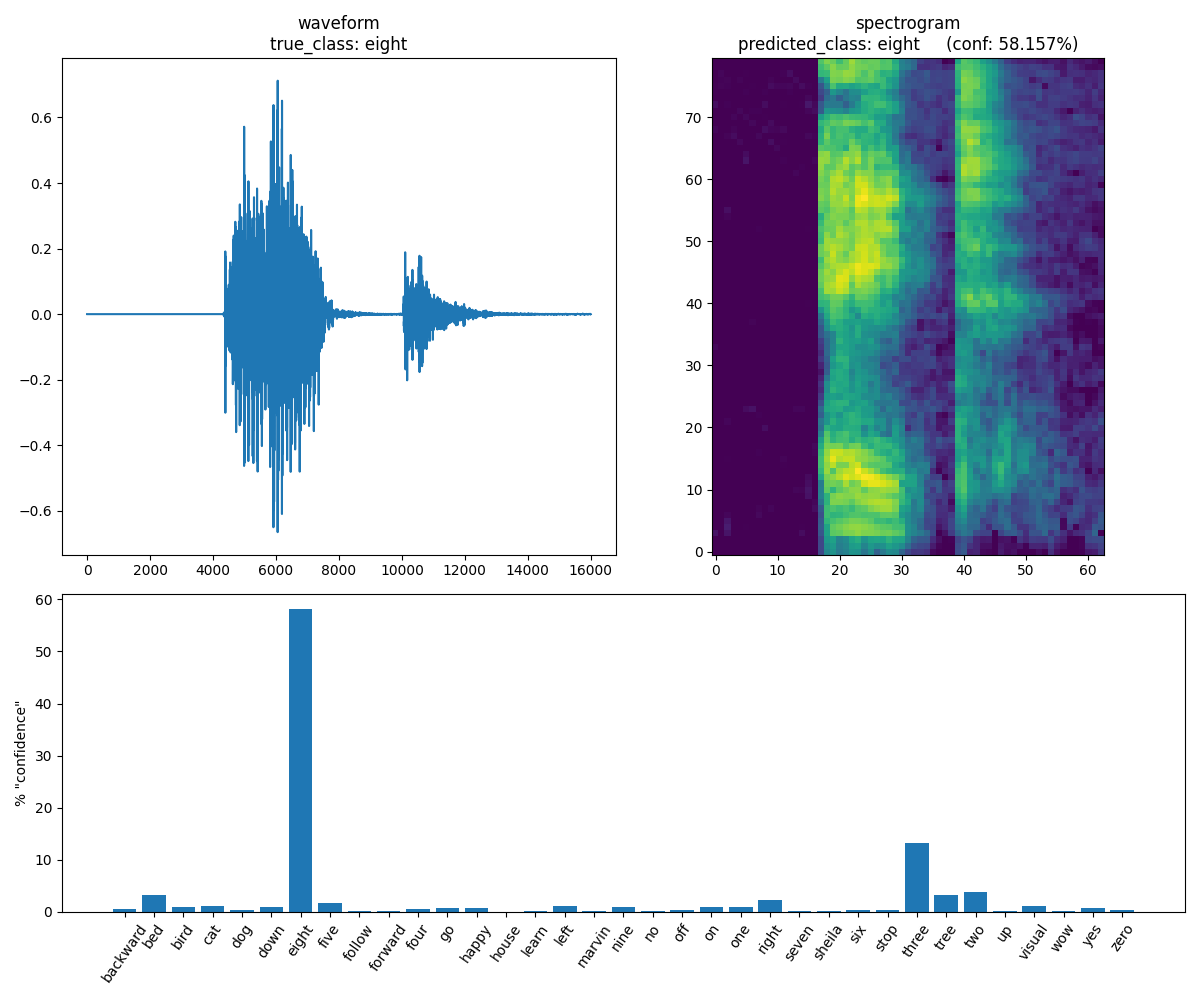 waveform
true_class: eight
0.6
0.4
0.2
0.0
−0.2
−0.4
−0.6
0 2000 4000 6000 8000 10000 12000 14000 16000
spectrogram
predicted_class: eight (conf: 58.157%)
70
60
50
40
30
20
10
0
0 10 20 30 40 50 60
% "confidence"
60
50
40
30
20
10
0
backward bed bird cat dog down eight five follow forward four go happy house learn left marvin nine no off on one right seven sheila six stop three tree two up visual wow yes zero